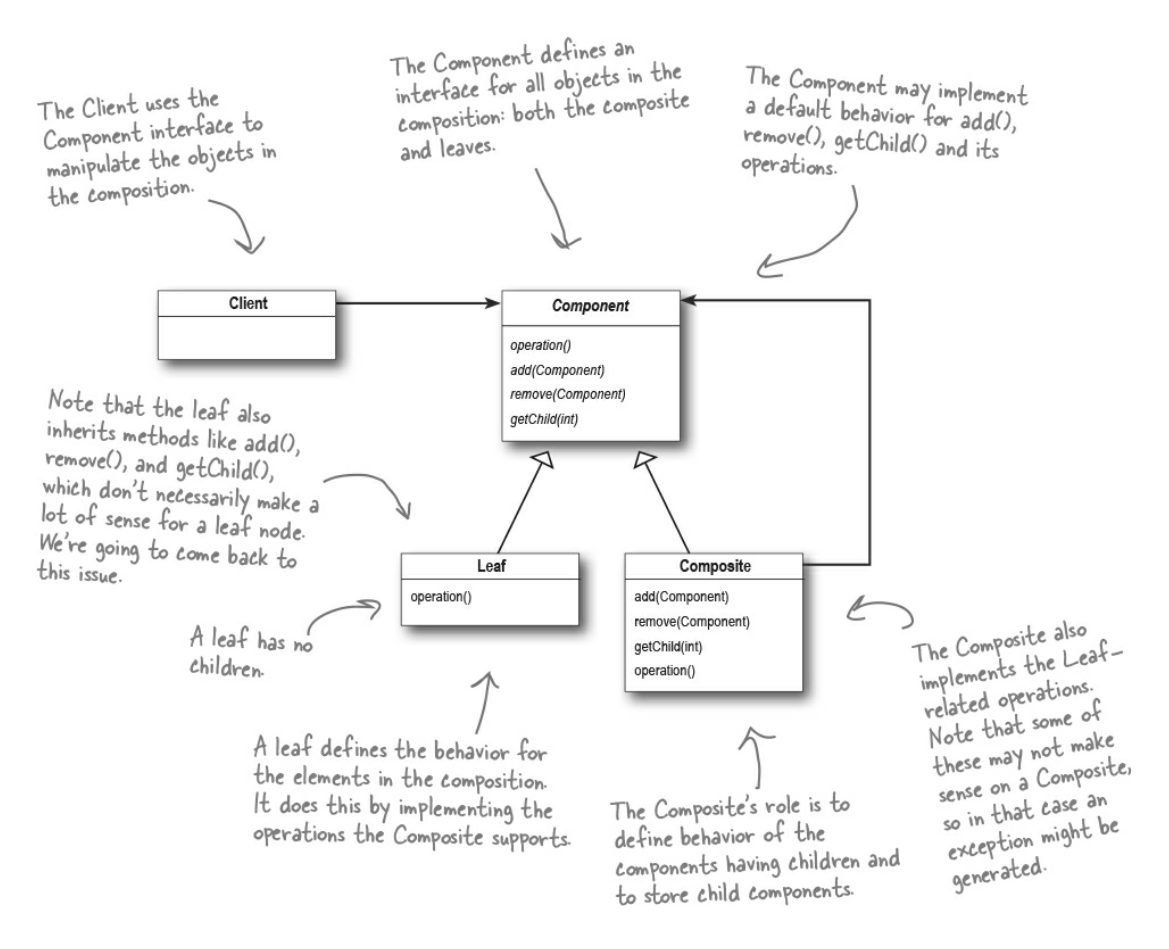 The Client uses the
Component interface to
manipulate the objects in
the composition.
The Component defines an
interface for all objects in the
composition: both the composite
and leaves.
The Component may implement
a default behavior for add(),
remove(), getChild() and its
operations.
Client
Component
operation()
add(Component)
remove(Component)
getChild(int)
Note that the leaf also
inherits methods like add(),
remove(), and getChild(),
which don't necessarily make a
lot of sense for a leaf node.
We're going to come back to
this issue.
Leaf
operation()
Composite
add(Component)
remove(Component)
getChild(int)
operation()
A leaf has no
children.
A leaf defines the behavior for
the elements in the composition.
It does this by implementing the
operations the Composite supports.
The Composite's role is to
define behavior of the
components having children and
to store child components.
The Composite also
implements the Leaf-
related operations.
Note that some of
these may not make
sense on a Composite,
so in that case an
exception might be
generated.